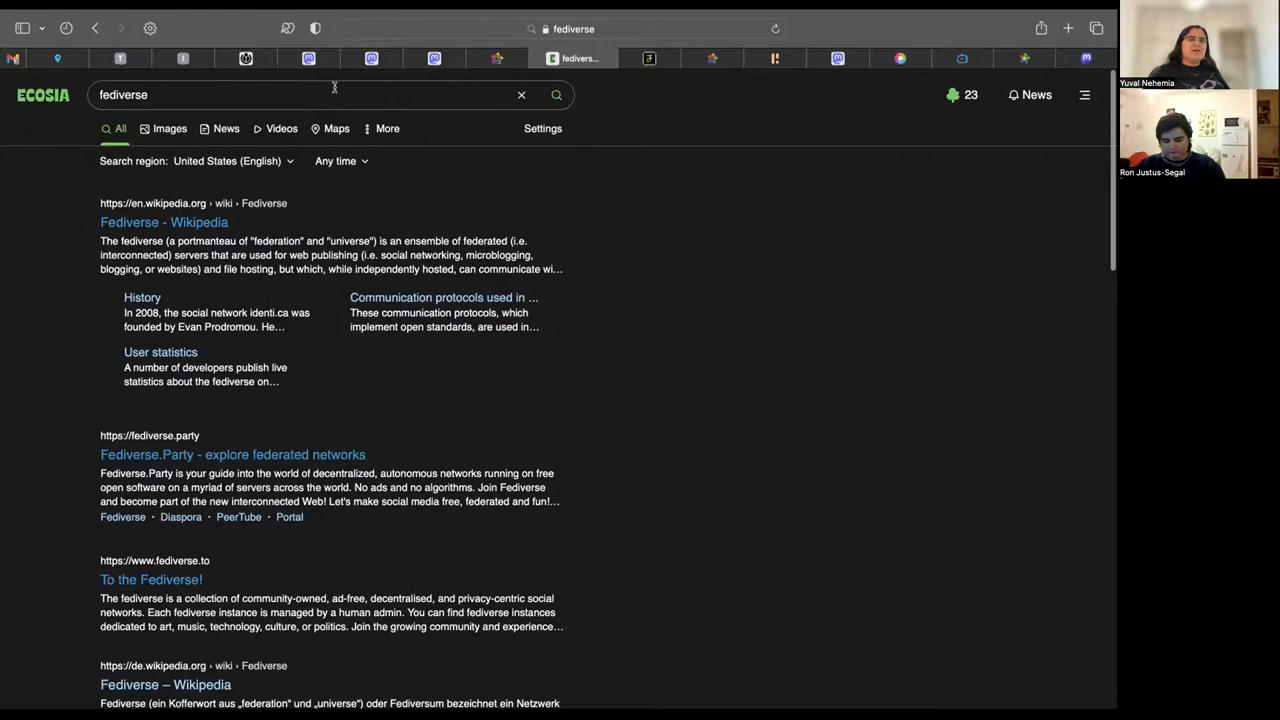 fediverse
fedivers...
ECOSIA
fediverse
23
News
All
Images
News
Videos
Maps
More
Settings
Search region: United States (English)
Any time
https://en.wikipedia.org › wiki › Fediverse
Fediverse - Wikipedia
The fediverse (a portmanteau of "federation" and "universe") is an ensemble of federated (i.e.
interconnected) servers that are used for web publishing (i.e. social networking, microblogging,
blogging, or websites) and file hosting, but which, while independently hosted, can communicate wi...
History
In 2008, the social network identi.ca was
founded by Evan Prodromou. He...
Communication protocols used in ...
These communication protocols, which
implement open standards, are used in...
User statistics
A number of developers publish live
statistics about the fediverse on...
https://fediverse.party
Fediverse.Party - explore federated networks
Fediverse.Party is your guide into the world of decentralized, autonomous networks running on free
open software on a myriad of servers across the world. No ads and no algorithms. Join Fediverse
and become part of the new interconnected Web! Let's make social media free, federated and fun!...
Fediverse · Diaspora · PeerTube · Portal
https://www.fediverse.to
To the Fediverse!
The fediverse is a collection of community-owned, ad-free, decentralised, and privacy-centric social
networks. Each fediverse instance is managed by a human admin. You can find fediverse instances
dedicated to art, music, technology, culture, or politics. Join the growing community and experience...
https://de.wikipedia.org › wiki › Fediverse
Fediverse – Wikipedia
Fediverse (ein Kofferwort aus „federation“ und „universe“) oder Fediversum bezeichnet ein Netzwerk
Yuval Nehemia
Ron Justus-Segal